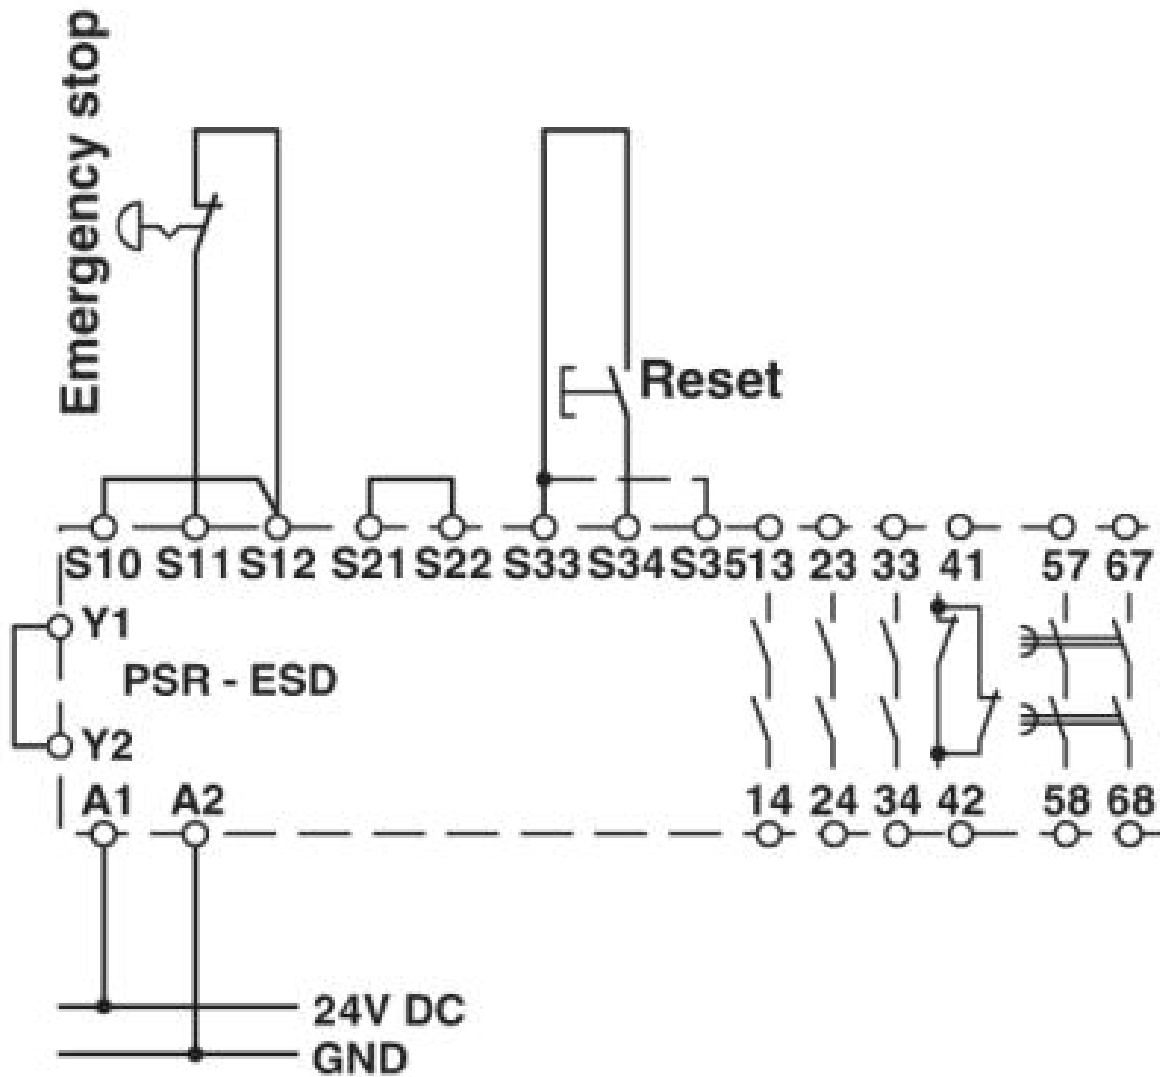 Emergency stop
Reset
S10 S11 S12 S21 S22 S33 S34 S35 13 23 33 41 57 67
Y1
PSR - ESD
Y2
A1 A2 14 24 34 42 58 68
24V DC
GND